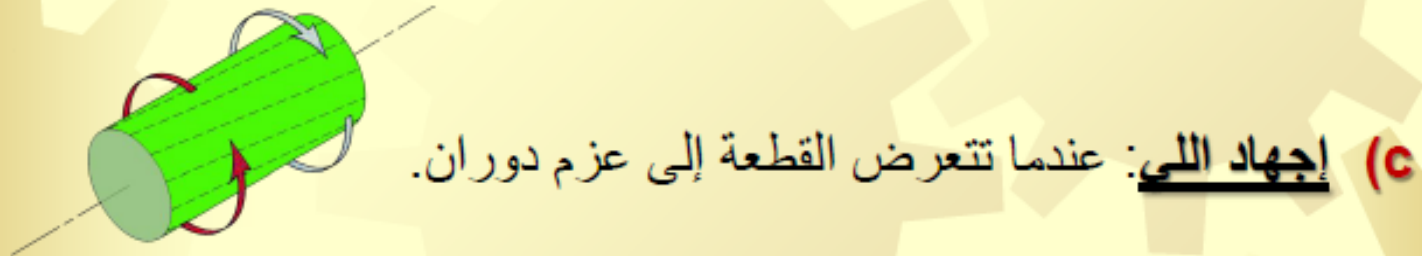 c) إجهاد اللي: عندما تتعرض القطعة إلى عزم دوران.